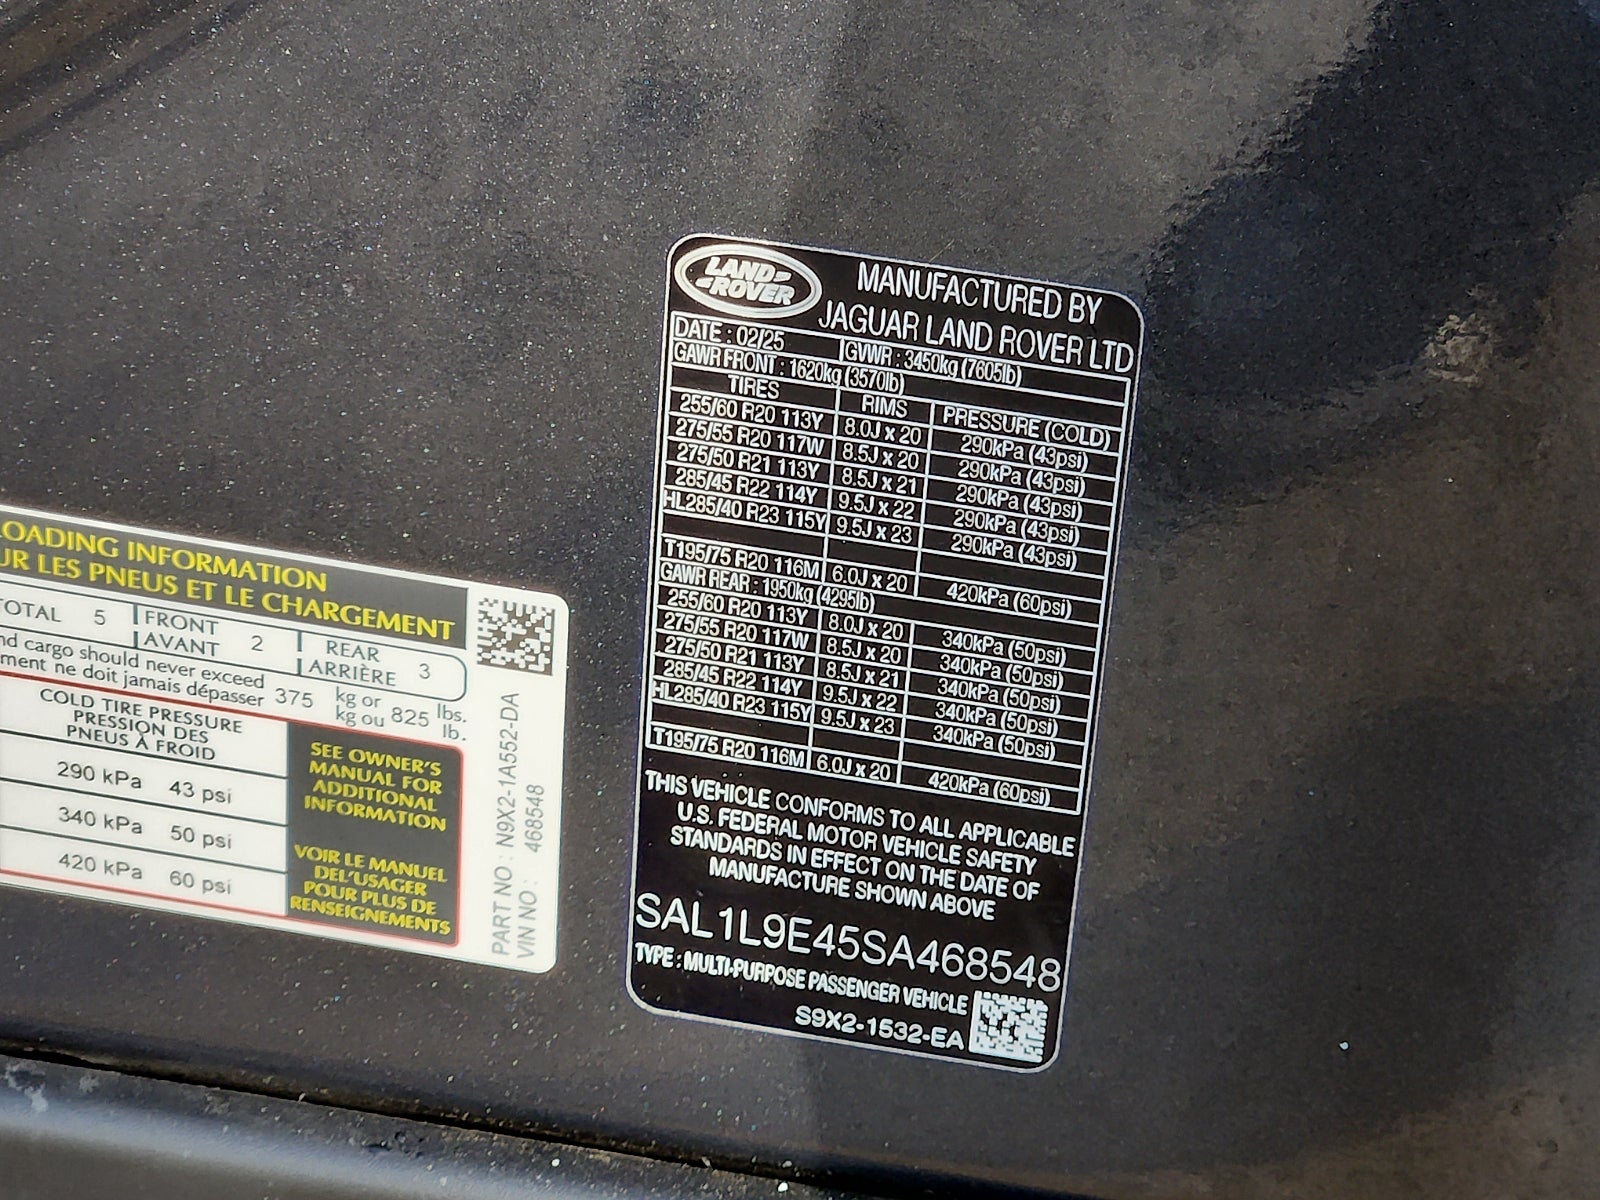 LOADING INFORMATION
UR LES PNEUS ET LE CHARGEMENT
TOTAL 5
FRONT
AVANT 2
REAR
ARRIÈRE 3
nd cargo should never exceed
ment ne doit jamais dépasser
375
kg or
kg ou
825
lbs.
lb.
COLD TIRE PRESSURE
PRESSION DES
PNEUS À FROID
290 kPa 43 psi
340 kPa 50 psi
420 kPa 60 psi
SEE OWNER'S
MANUAL FOR
ADDITIONAL
INFORMATION
VOIR LE MANUEL
DEL'USAGER
POUR PLUS DE
RENSEIGNEMENTS
PART NO : N9X2-1A552-DA
VIN NO : 468548
LAND
ROVER
MANUFACTURED BY
JAGUAR LAND ROVER LTD
DATE : 02/25 GVWR : 3450kg (7605lb)
GAWR FRONT : 1620kg (3570lb)
TIRES RIMS PRESSURE (COLD)
255/60 R20 113Y 8.0J x 20 290kPa (43psi)
275/55 R20 117W 8.5J x 20 290kPa (43psi)
275/50 R21 113Y 8.5J x 21 290kPa (43psi)
285/45 R22 114Y 9.5J x 22 290kPa (43psi)
HL285/40 R23 115Y 9.5J x 23 290kPa (43psi)
T195/75 R20 116M 6.0J x 20 420kPa (60psi)
GAWR REAR : 1950kg (4295lb)
255/60 R20 113Y 8.0J x 20 340kPa (50psi)
275/55 R20 117W 8.5J x 20 340kPa (50psi)
275/50 R21 113Y 8.5J x 21 340kPa (50psi)
285/45 R22 114Y 9.5J x 22 340kPa (50psi)
HL285/40 R23 115Y 9.5J x 23 340kPa (50psi)
T195/75 R20 116M 6.0J x 20 420kPa (60psi)
THIS VEHICLE CONFORMS TO ALL APPLICABLE
U.S. FEDERAL MOTOR VEHICLE SAFETY
STANDARDS IN EFFECT ON THE DATE OF
MANUFACTURE SHOWN ABOVE
SAL1L9E45SA468548
TYPE : MULTI-PURPOSE PASSENGER VEHICLE
S9X2-1532-EA